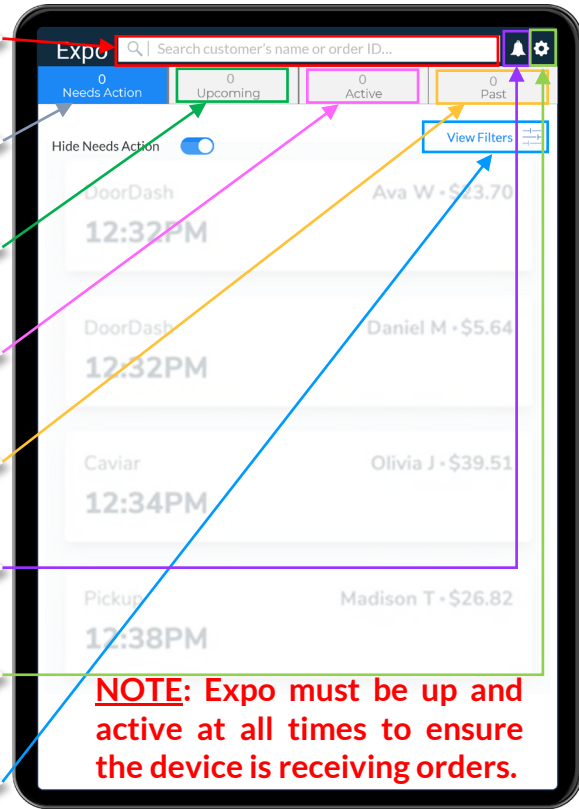 Expo
Search customer's name or order ID...
0
Needs Action
0
Upcoming
0
Active
0
Past
Hide Needs Action
View Filters
DoorDash
Ava W • $23.70
12:32PM
DoorDash
Daniel M • $5.64
12:32PM
Caviar
Olivia J • $39.51
12:34PM
Pickup
Madison T • $26.82
12:38PM
NOTE: Expo must be up and
active at all times to ensure
the device is receiving orders.